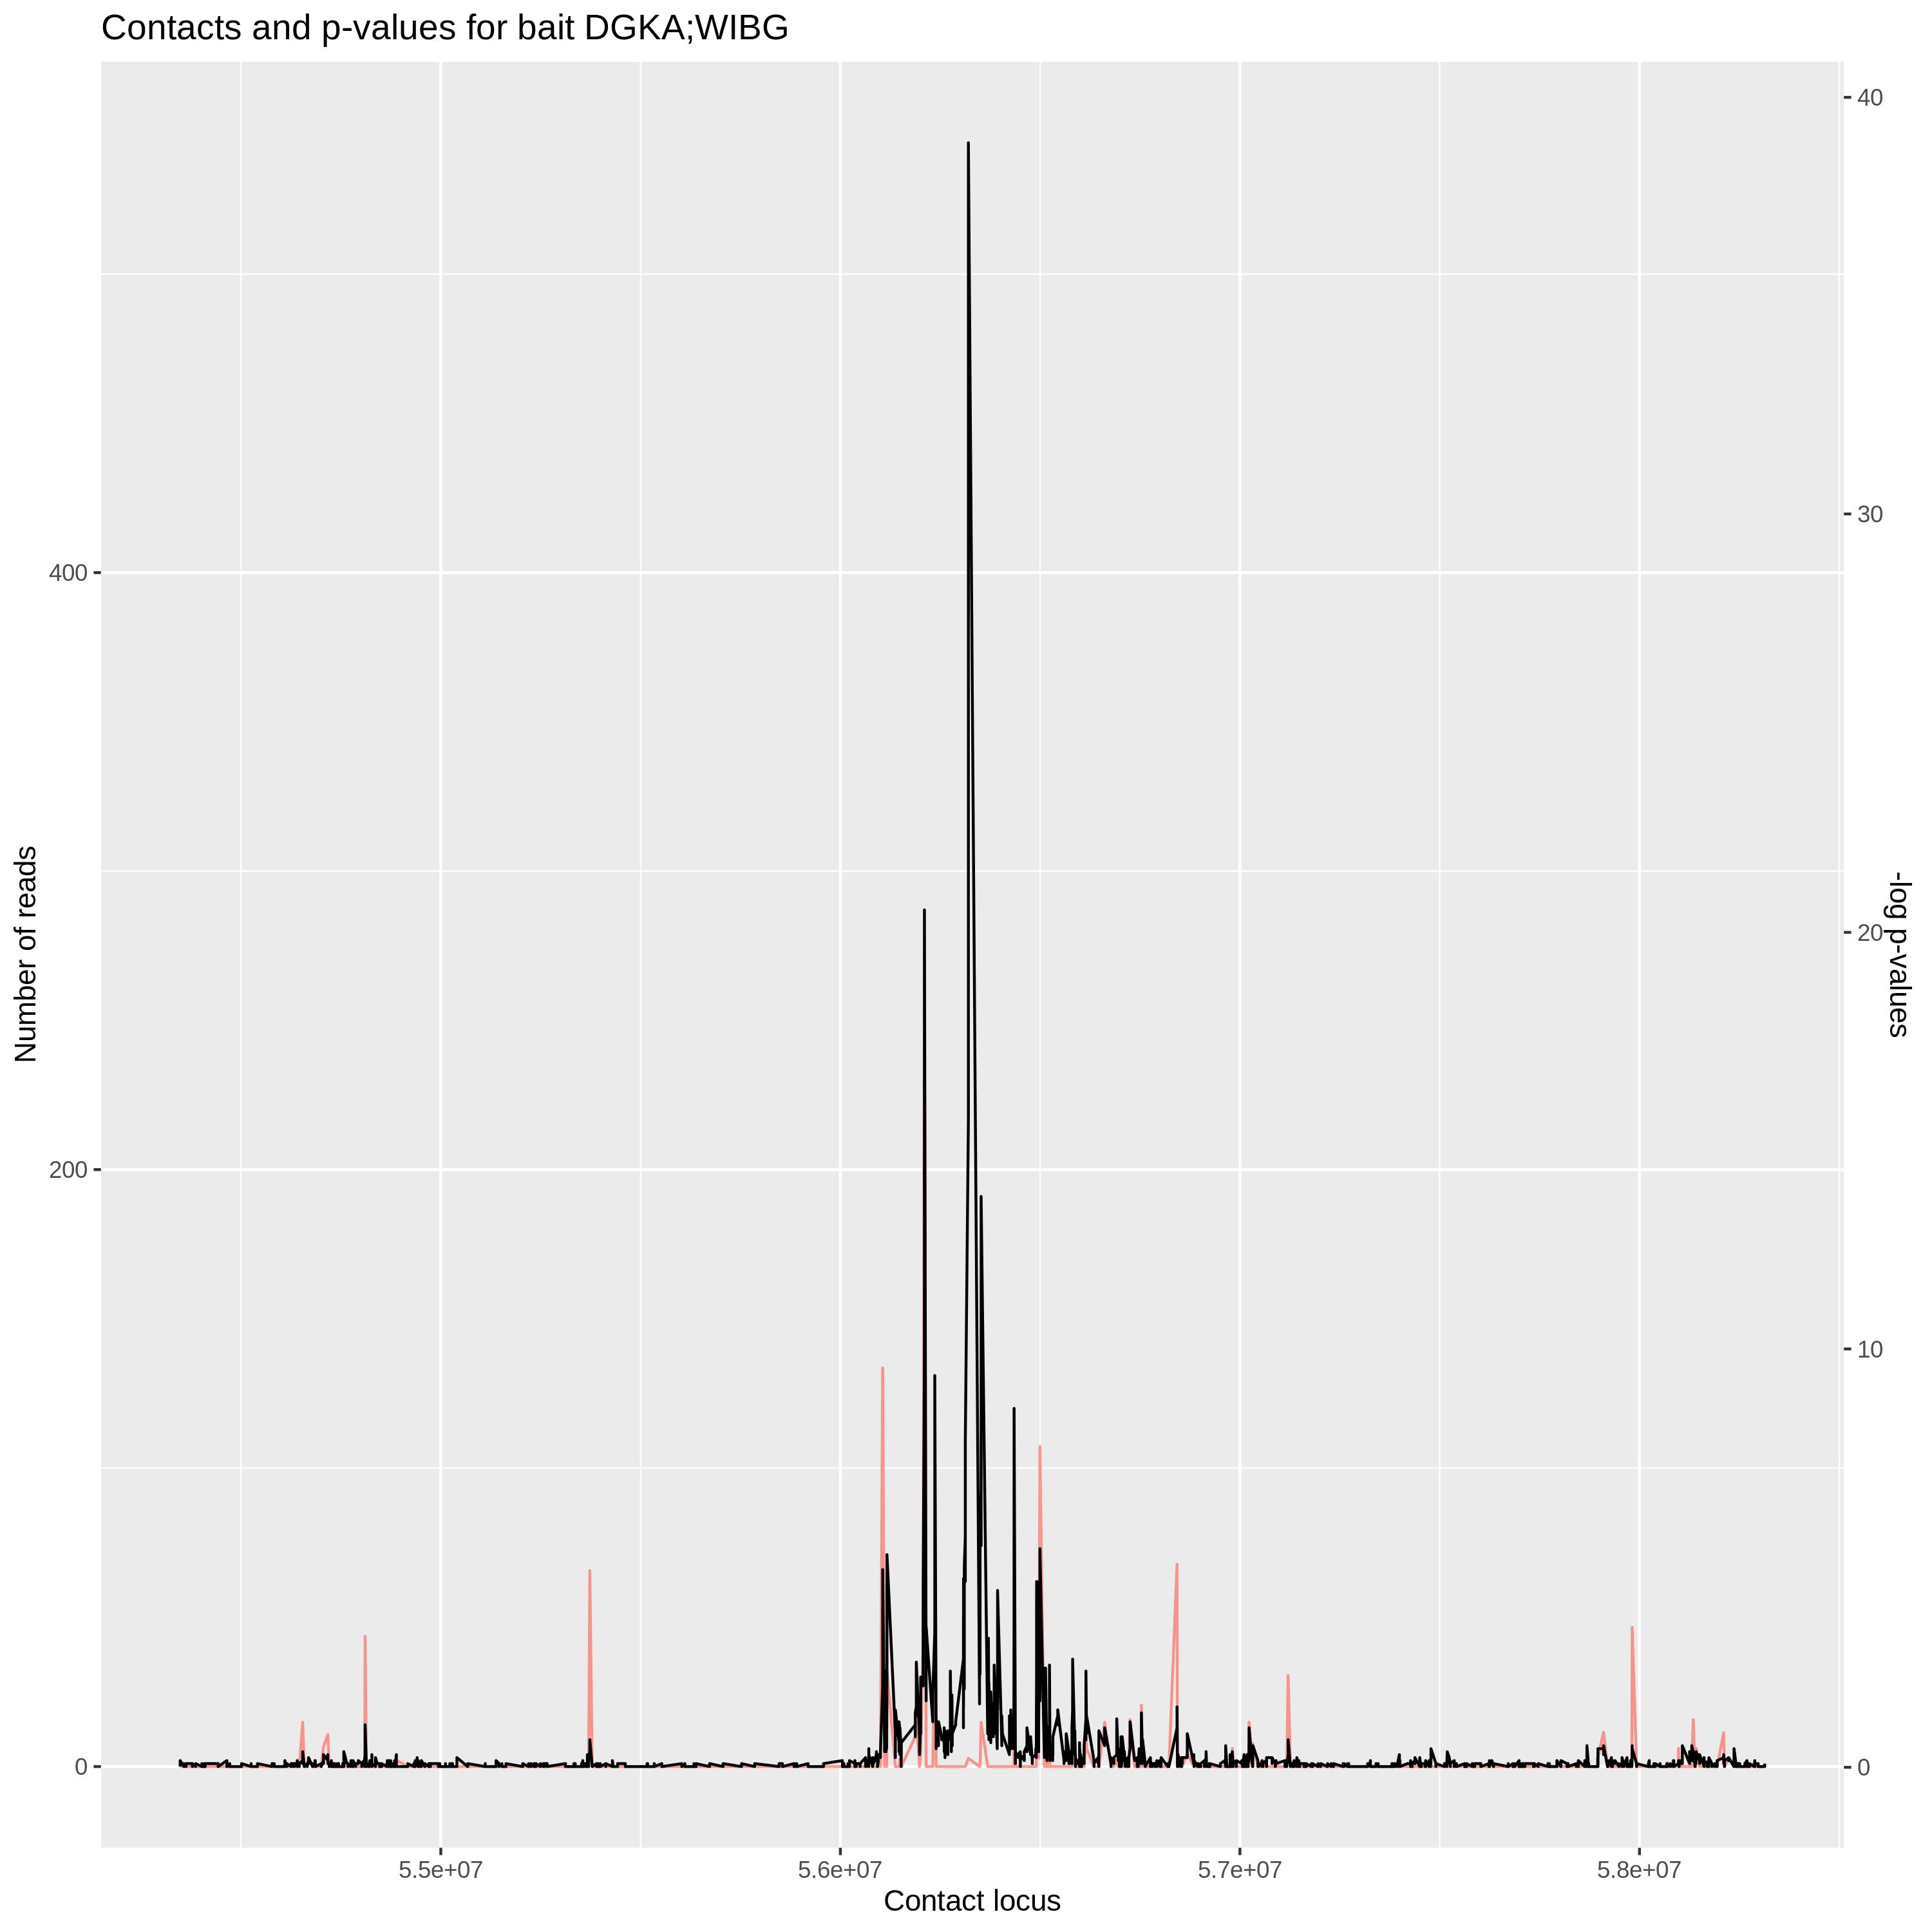 Contacts and p-values for bait DGKA;WIBG
Number of reads
400
200
0
40
30
20
10
0
-log p-values
5.5e+07
5.6e+07
5.7e+07
5.8e+07
Contact locus